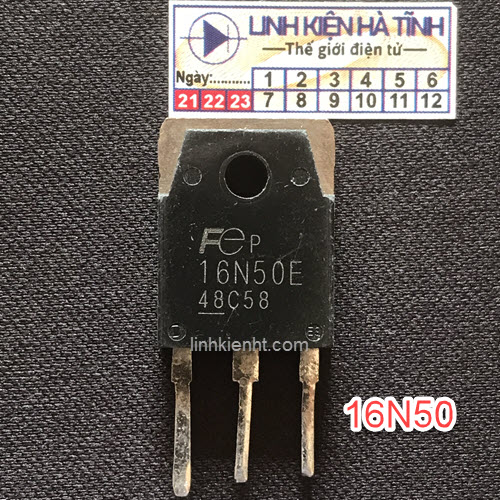 LINH KIỆN HÀ TĨNH
Thế giới điện tử
Ngày:........... 1 2 3 4 5 6
21 22 23 7 8 9 10 11 12
Fe P
16N50E
48C58
linhkienht.com
16N50